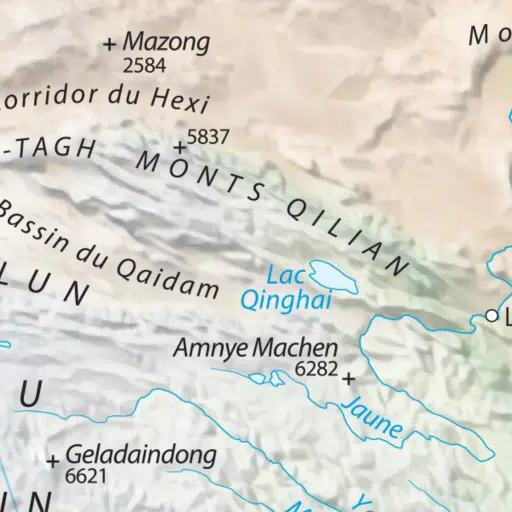 Mazong
2584
Mo
orridor du Hexi
5837
-TAGH
MONTS QILIAN
Bassin du Qaidam
LUN
Lac
Qinghai
L
Amnye Machen
6282
Jaune
U
Geladaindong
6621
IN